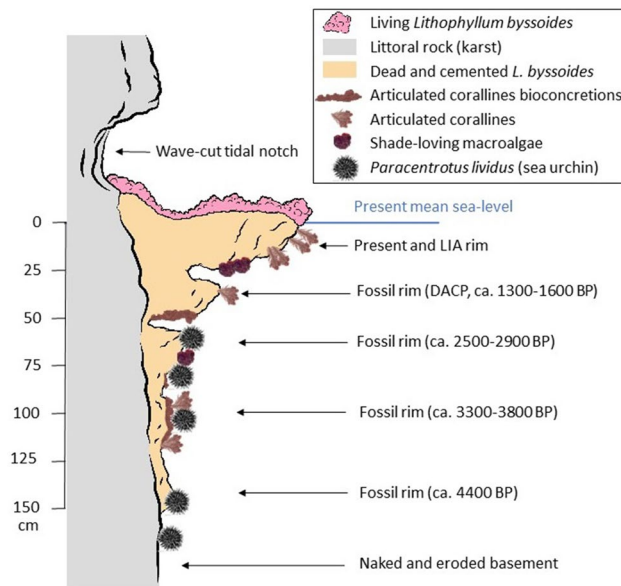 Living Lithophyllum byssoides
Littoral rock (karst)
Dead and cemented L. byssoides
Articulated corallines bioconcretions
Articulated corallines
Shade-loving macroalgae
Paracentrotus lividus (sea urchin)
Wave-cut tidal notch
Present mean sea-level
0
Present and LIA rim
25
Fossil rim (DACP, ca. 1300-1600 BP)
50
Fossil rim (ca. 2500-2900 BP)
75
100
Fossil rim (ca. 3300-3800 BP)
125
Fossil rim (ca. 4400 BP)
150
cm
Naked and eroded basement